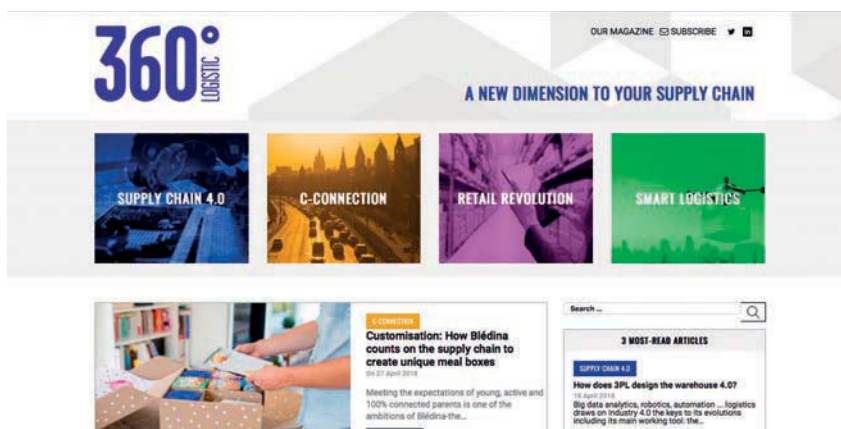 360°
LOGISTIC
OUR MAGAZINE SUBSCRIBE
A NEW DIMENSION TO YOUR SUPPLY CHAIN
SUPPLY CHAIN 4.0
C-CONNECTION
RETAIL REVOLUTION
SMART LOGISTICS
C-CONNECTION
Customisation: How Blédina
counts on the supply chain to
create unique meal boxes
On 27 April 2018
Meeting the expectations of young, active and
100% connected parents is one of the
ambitions of Blédina-the...
Search ...
3 MOST-READ ARTICLES
SUPPLY CHAIN 4.0
How does 3PL design the warehouse 4.0?
18 April 2018
Big data analytics, robotics, automation ... logistics
draws on Industry 4.0 the keys to its evolutions
including its main working tool: the...